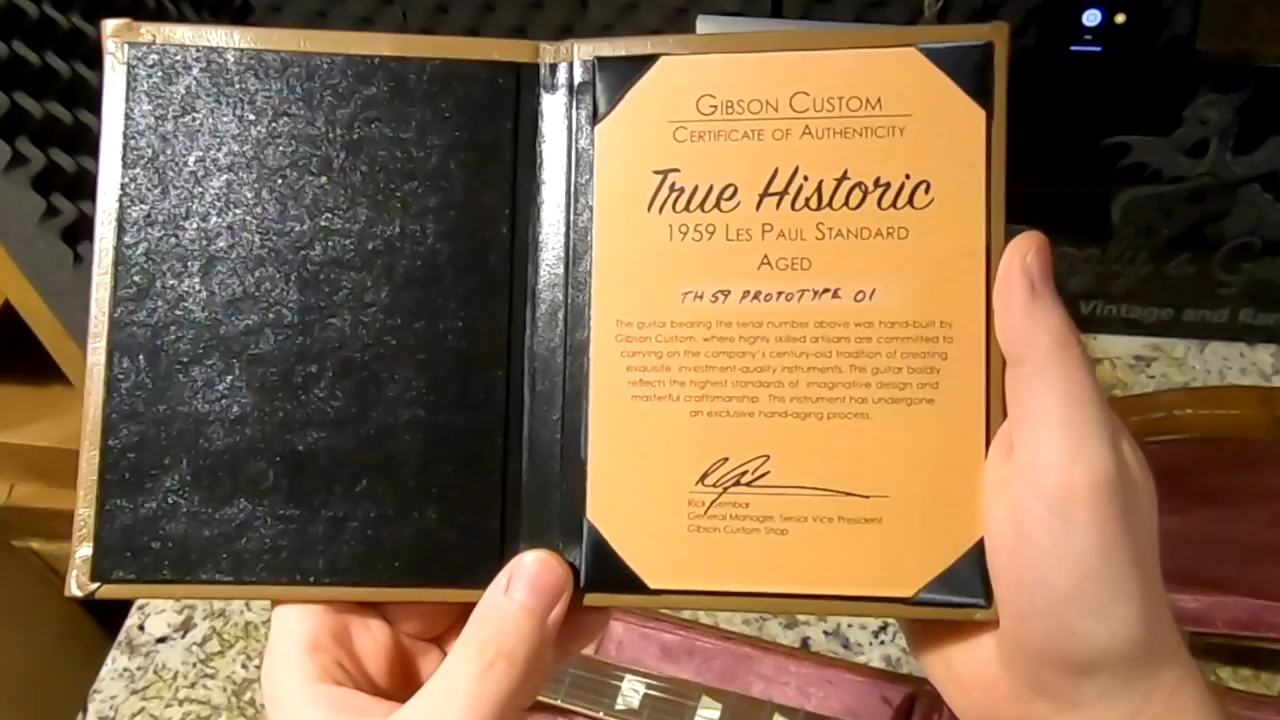 GIBSON CUSTOM
CERTIFICATE OF AUTHENTICITY
True Historic
1959 LES PAUL STANDARD
AGED
TH 59 PROTOTYPE 01
The guitar bearing the serial number above was hand-built by
Gibson Custom, where highly skilled artisans are committed to
carrying on the company's century-old tradition of creating
exquisite, investment-quality instruments. This guitar boldly
reflects the highest standards of imaginative design and
masterful craftsmanship. This instrument has undergone
an exclusive hand-aging process.
Rick Gembar
General Manager, Senior Vice President
Gibson Custom Shop
Vintage and